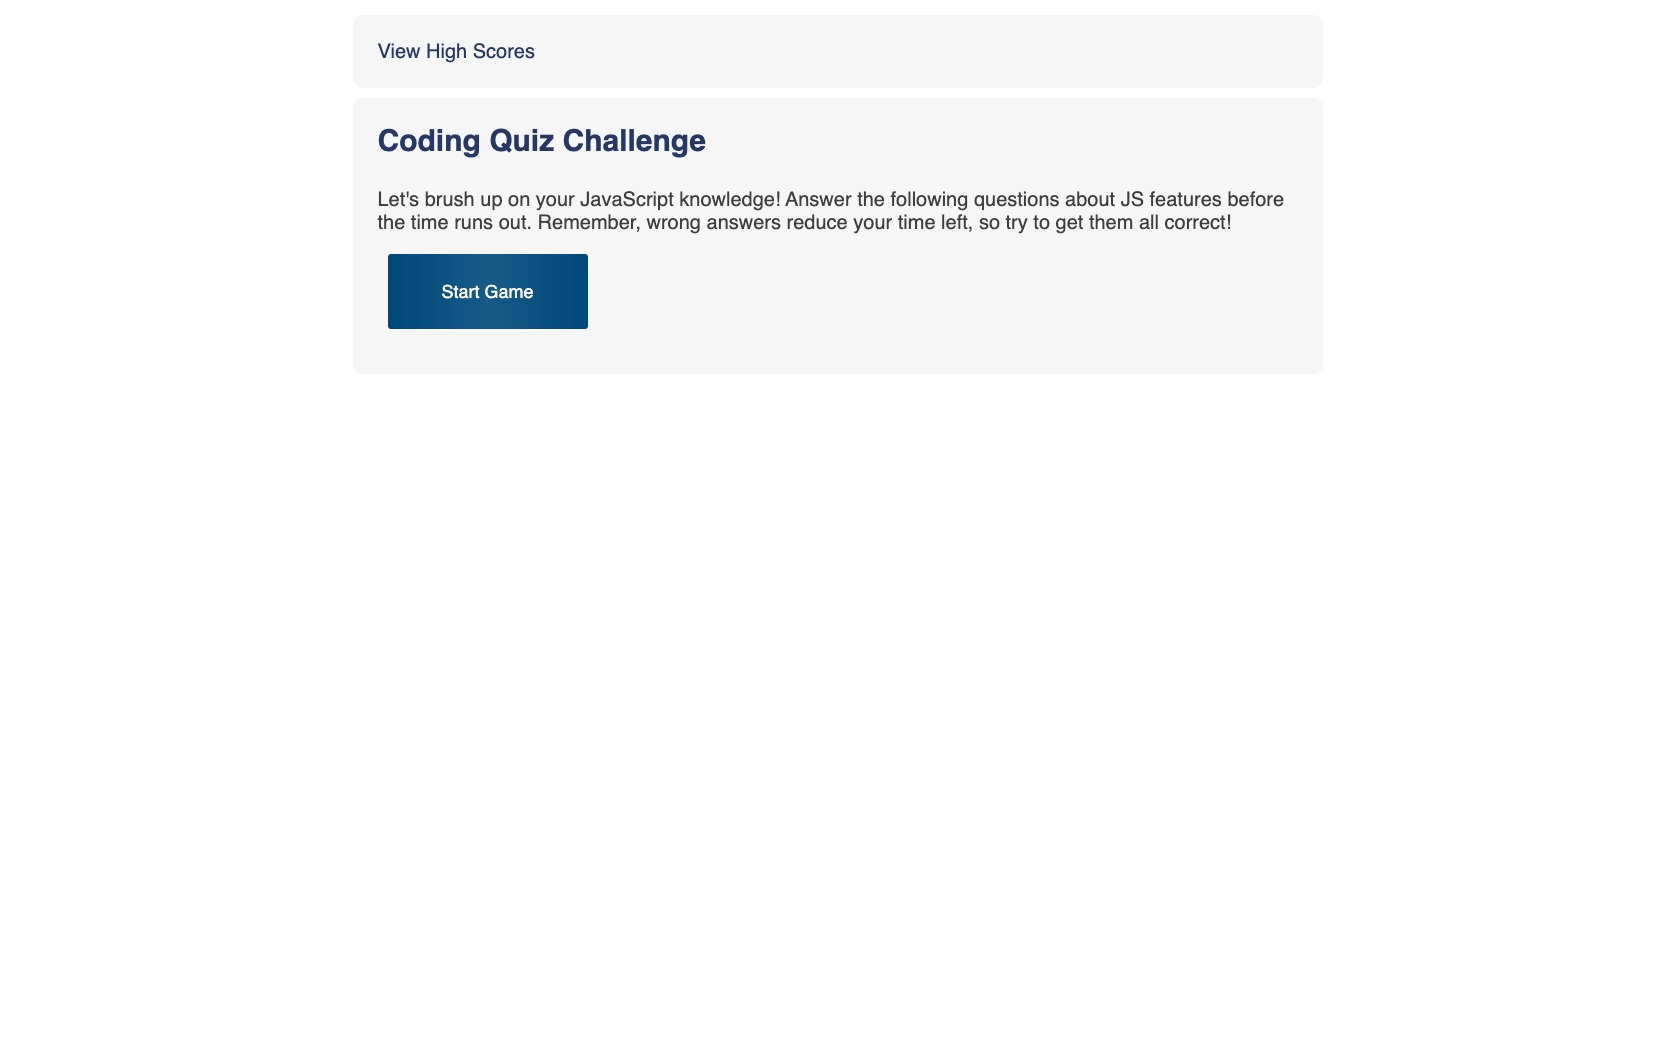 View High Scores
Coding Quiz Challenge
Let's brush up on your JavaScript knowledge! Answer the following questions about JS features before
the time runs out. Remember, wrong answers reduce your time left, so try to get them all correct!
Start Game